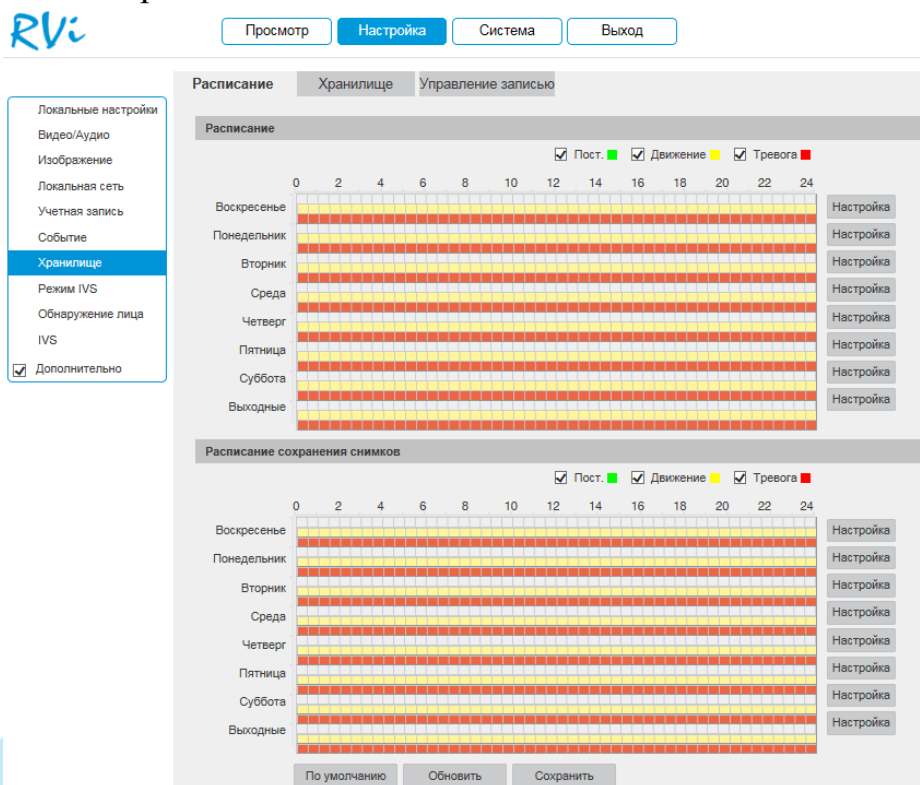 RVi
Просмотр Настройка Система Выход
Расписание Хранилище Управление записью
Локальные настройки
Видео/Аудио
Изображение
Локальная сеть
Учетная запись
Событие
Хранилище
Режим IVS
Обнаружение лица
IVS
Дополнительно
Расписание
Пост. Движение Тревога
0 2 4 6 8 10 12 14 16 18 20 22 24
Воскресенье Настройка
Понедельник Настройка
Вторник Настройка
Среда Настройка
Четверг Настройка
Пятница Настройка
Суббота Настройка
Выходные Настройка
Расписание сохранения снимков
Пост. Движение Тревога
0 2 4 6 8 10 12 14 16 18 20 22 24
Воскресенье Настройка
Понедельник Настройка
Вторник Настройка
Среда Настройка
Четверг Настройка
Пятница Настройка
Суббота Настройка
Выходные Настройка
По умолчанию Обновить Сохранить